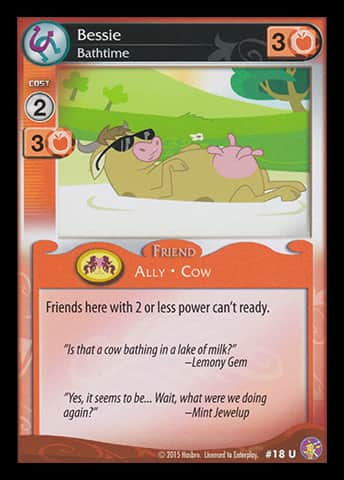 Bessie
Bathtime
3
COST
2
3
FRIEND
ALLY • COW
Friends here with 2 or less power can't ready.
"Is that a cow bathing in a lake of milk?"
–Lemony Gem
"Yes, it seems to be... Wait, what were we doing
again?"
–Mint Jewelup
© 2015 Hasbro. Licensed to Enterplay.
#18 U